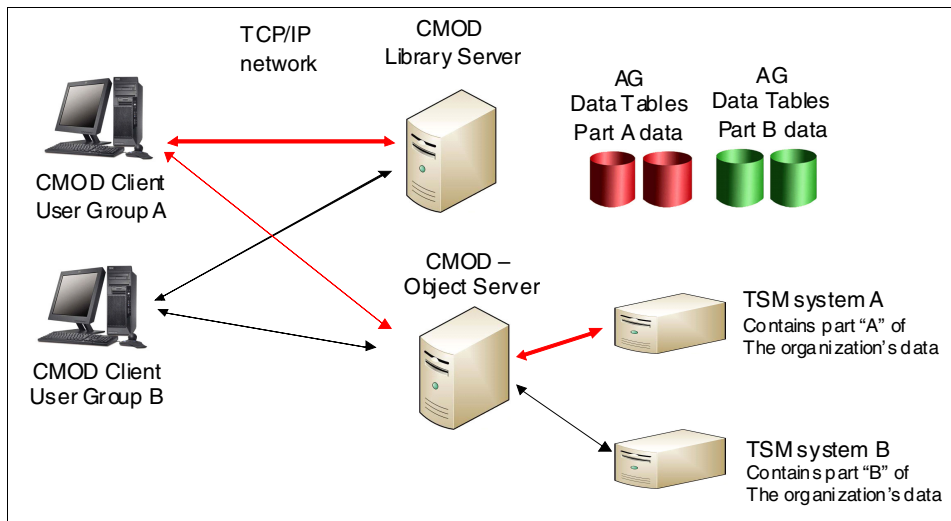 TCP/IP
network
CMOD
Library Server
AG
Data Tables
Part A data
AG
Data Tables
Part B data
CMOD Client
User Group A
CMOD –
Object Server
TSM system A
Contains part “A” of
The organization’s data
CMOD Client
User Group B
TSM system B
Contains part “B” of
The organization’s data